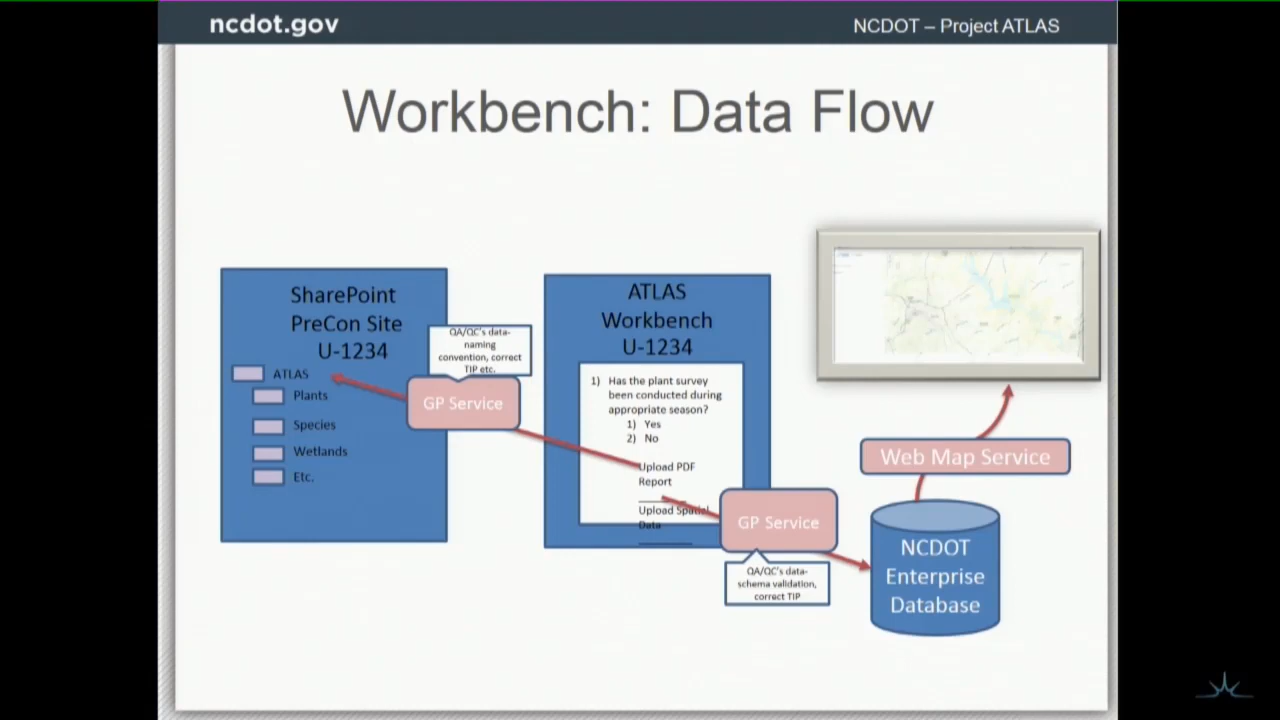 ncdot.gov
NCDOT – Project ATLAS
Workbench: Data Flow
SharePoint
PreCon Site
U-1234
ATLAS
Plants
Species
Wetlands
Etc.
QA/QC's data-
naming
convention, correct
TIP etc.
GP Service
ATLAS
Workbench
U-1234
1) Has the plant survey
been conducted during
appropriate season?
1) Yes
2) No
Upload PDF
Report
Upload Spatial
Data
GP Service
QA/QC's data-
schema validation,
correct TIP
Web Map Service
NCDOT
Enterprise
Database